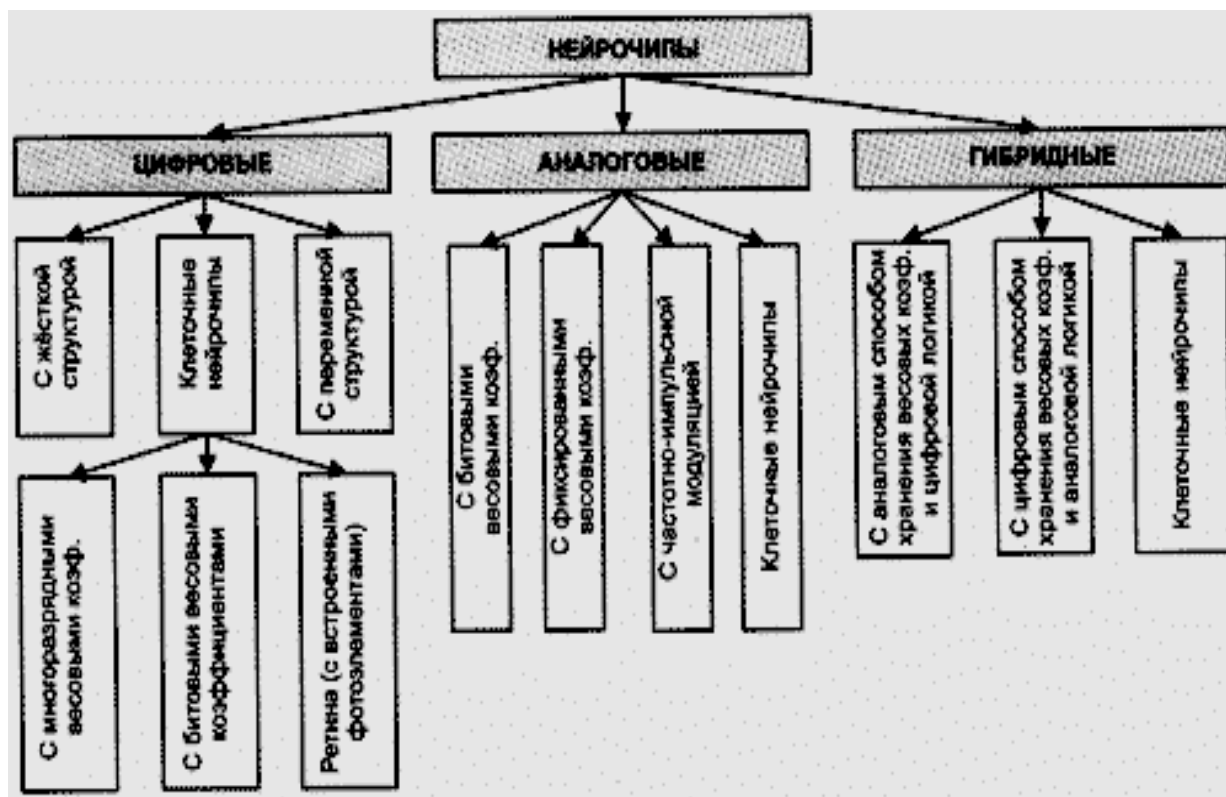 НЕЙРОЧИПЫ
ЦИФРОВЫЕ
АНАЛОГОВЫЕ
ГИБРИДНЫЕ
С жёсткой
структурой
Клеточные
нейрочипы
С переменной
структурой
С битовыми
весовыми коэф.
С фиксированными
весовыми коэф.
С частотно-импульсной
модуляцией
Клеточные нейрочипы
С аналоговым способом
хранения весовых коэф.
и цифровой логикой
С цифровым способом
хранения весовых коэф.
и аналоговой логикой
Клеточные нейрочипы
С многоразрядными
весовыми коэф.
С битовыми весовыми
коэффициентами
Ретина (с встроенными
фотоэлементами)